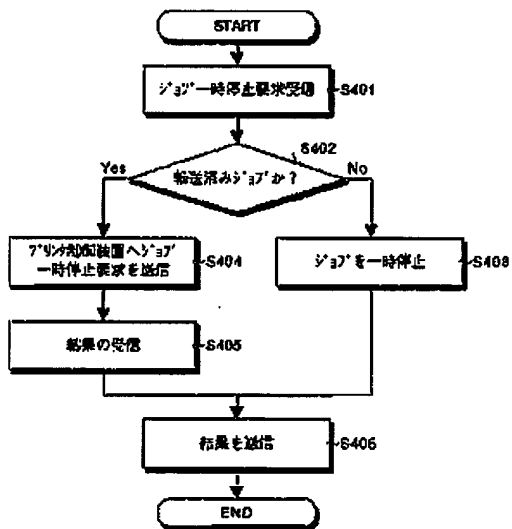 START
ジョブ一時停止要求受信
S401
S402
転送済みジョブか？
Yes
No
プリンタ制御装置へジョブ
一時停止要求を送信
S404
ジョブを一時停止
結果の受信
S405
結果を送信
S406
END